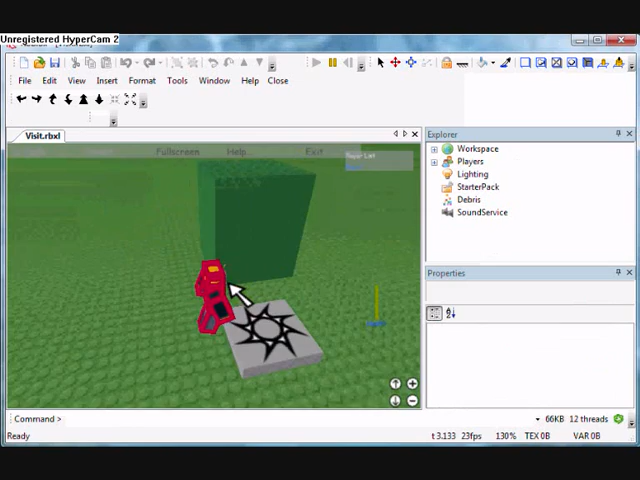 Unregistered HyperCam 2
File Edit View Insert Format Tools Window Help Close
Visit.rbxl
Fullscreen Help... Exit
Explorer
Workspace
Players
Lighting
StarterPack
Debris
SoundService
Properties
Command >
66KB 12 threads
Ready
t 3.133 23fps 130% TEX 0B VAR 0B